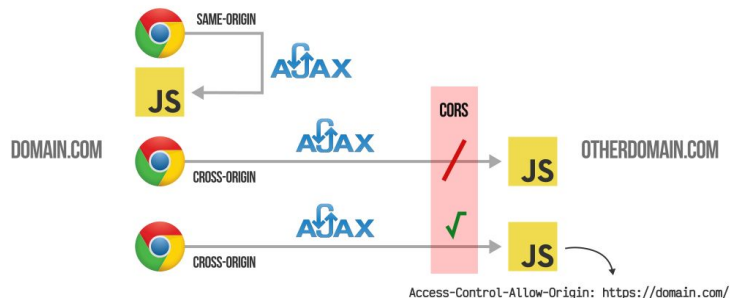 SAME-ORIGIN
AJAX
JS
CORS
DOMAIN.COM
AJAX
OTHERDOMAIN.COM
CROSS-ORIGIN
JS
AJAX
CROSS-ORIGIN
JS
Access-Control-Allow-Origin: https://domain.com/